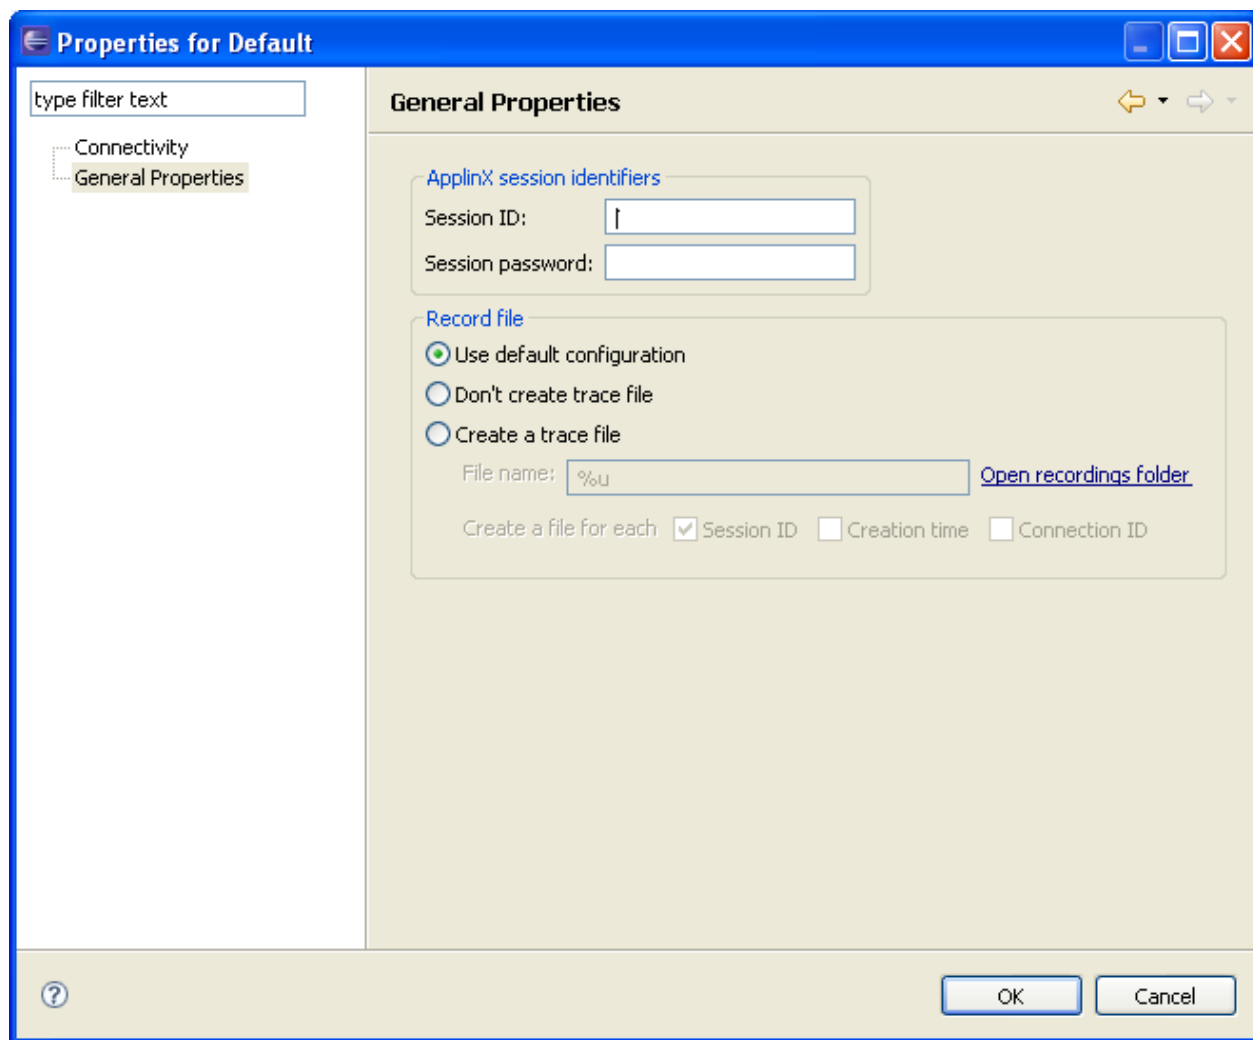 Properties for Default
type filter text
Connectivity
General Properties
General Properties
ApplinX session identifiers
Session ID:
Session password:
Record file
Use default configuration
Don't create trace file
Create a trace file
File name: %u Open recordings folder
Create a file for each Session ID Creation time Connection ID
? OK Cancel